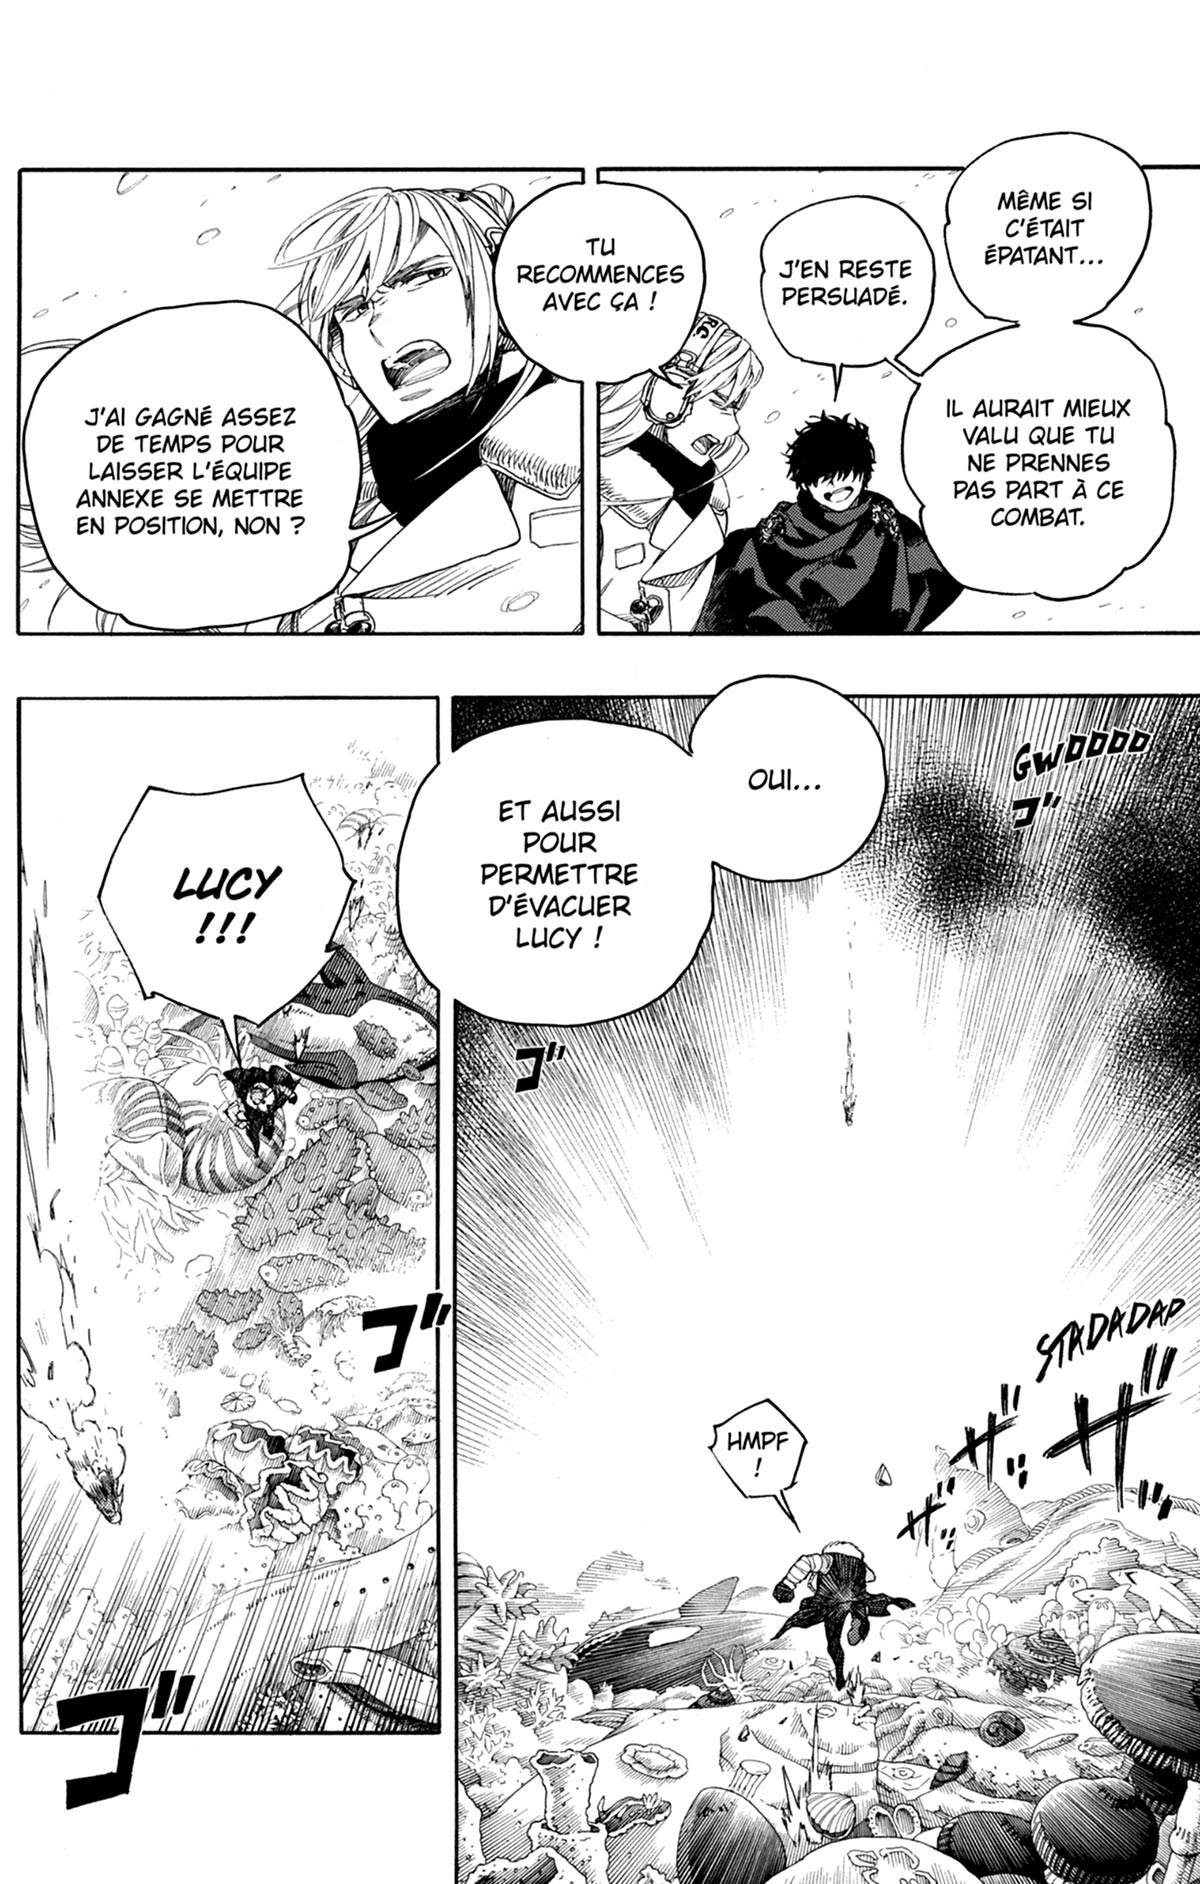 MÊME SI
C'ÉTAIT
ÉPATANT...
IL AURAIT MIEUX
VALU QUE TU
NE PRENNES
PAS PART À CE
COMBAT.
J'EN RESTE
PERSUADÉ.
TU
RECOMMENCES
AVEC ÇA !
J'AI GAGNÉ ASSEZ
DE TEMPS POUR
LAISSER L'ÉQUIPE
ANNEXE SE METTRE
EN POSITION, NON ?
OUI...
ET AUSSI
POUR
PERMETTRE
D'ÉVACUER
LUCY !
GWOOOO
ゴ
ゴ
STADADAP
ザ
ザ
ザ
HMPF
!
LUCY
!!!
ゴ
ゴ